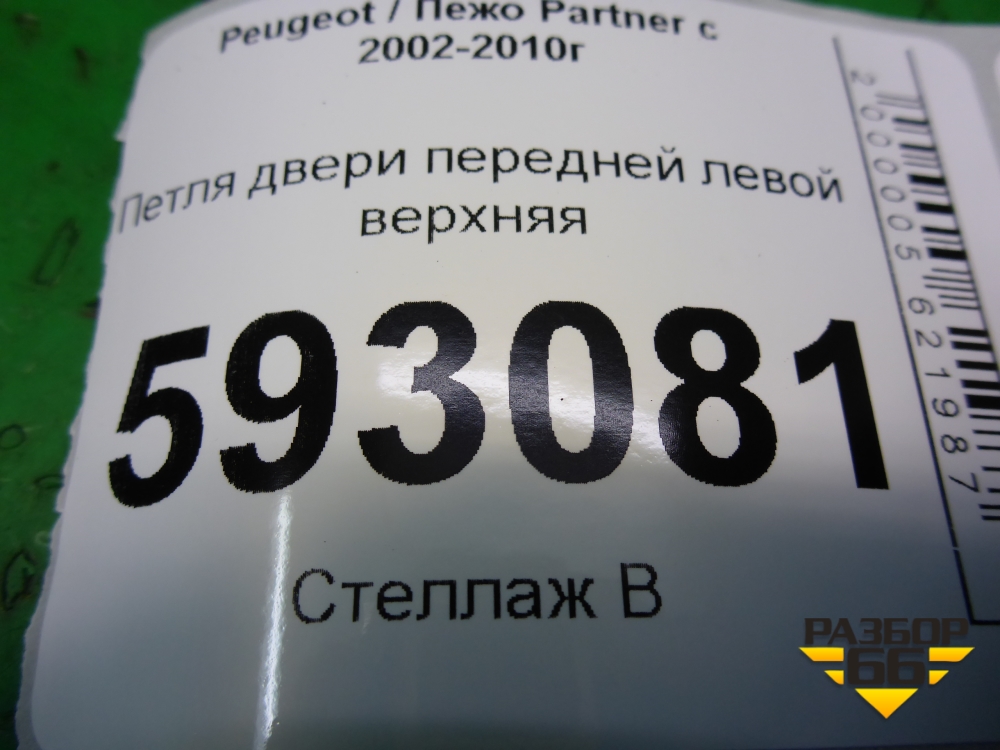 Peugeot / Пежо Partner с
2002-2010г
Петля двери передней левой
верхняя
593081
Стеллаж В
2000005621987
РАЗБОР
66